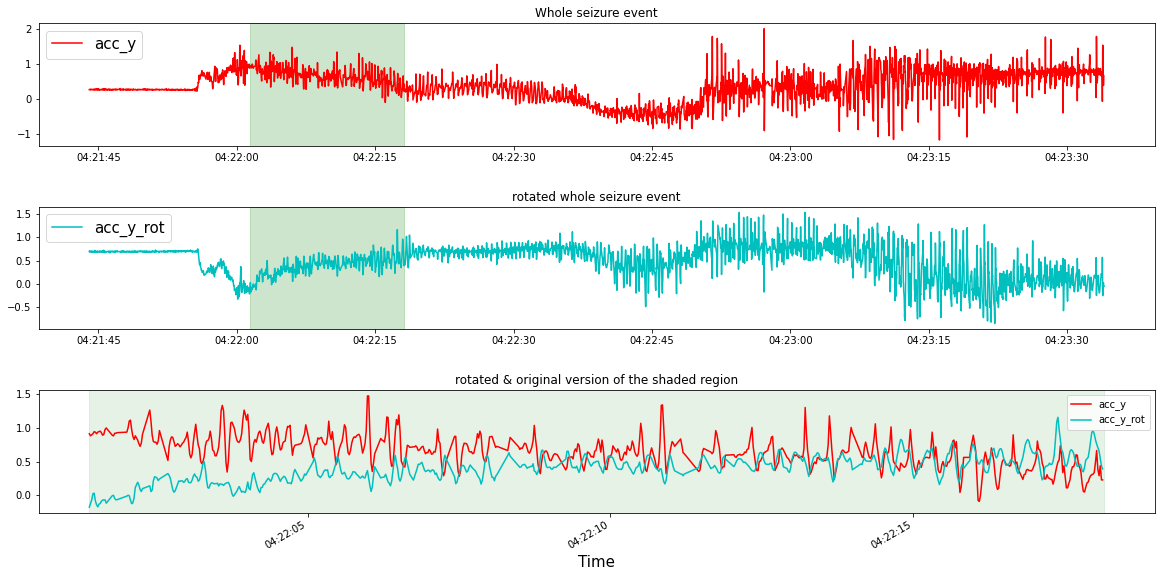 Whole seizure event
acc_y
2
1
0
−1
04:21:45 04:22:00 04:22:15 04:22:30 04:22:45 04:23:00 04:23:15 04:23:30
rotated whole seizure event
acc_y_rot
1.5
1.0
0.5
0.0
−0.5
04:21:45 04:22:00 04:22:15 04:22:30 04:22:45 04:23:00 04:23:15 04:23:30
rotated & original version of the shaded region
acc_y
acc_y_rot
1.5
1.0
0.5
0.0
04:22:05 04:22:10 04:22:15
Time